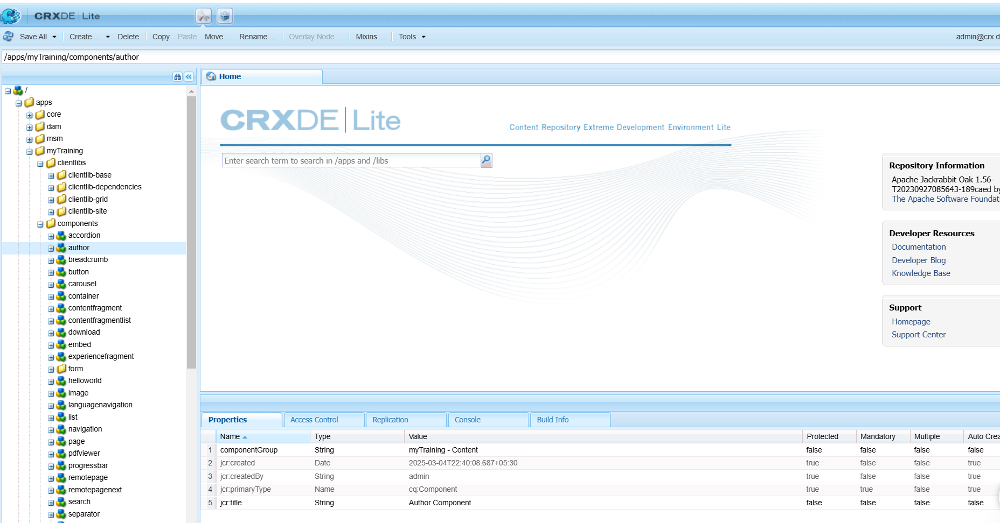 CRXDE | Lite
Save All Create ... Delete Copy Paste Move ... Rename ... Overlay Node ... Mixins ... Tools admin@crx.d
/apps/myTraining/components/author
Home
/
apps
core
dam
msm
myTraining
clientlibs
clientlib-base
clientlib-dependencies
clientlib-grid
clientlib-site
components
accordion
author
breadcrumb
button
carousel
container
contentfragment
contentfragmentlist
download
embed
experiencefragment
form
helloworld
image
languagenavigation
list
navigation
page
pdfviewer
progressbar
remotepage
remotepagenext
search
separator
CRXDE | Lite
Content Repository Extreme Development Environment Lite
Enter search term to search in /apps and /libs
Repository Information
Apache Jackrabbit Oak 1.56-
T20230927085643-189caed by
The Apache Software Foundati
Developer Resources
Documentation
Developer Blog
Knowledge Base
Support
Homepage
Support Center
Properties Access Control Replication Console Build Info
Name Type Value Protected Mandatory Multiple Auto Crea
1 componentGroup String myTraining - Content false false false false
2 jcr:created Date 2025-03-04T22:40:08.687+05:30 true false false true
3 jcr:createdBy String admin true false false true
4 jcr:primaryType Name cq:Component true true false true
5 jcr:title String Author Component false false false false